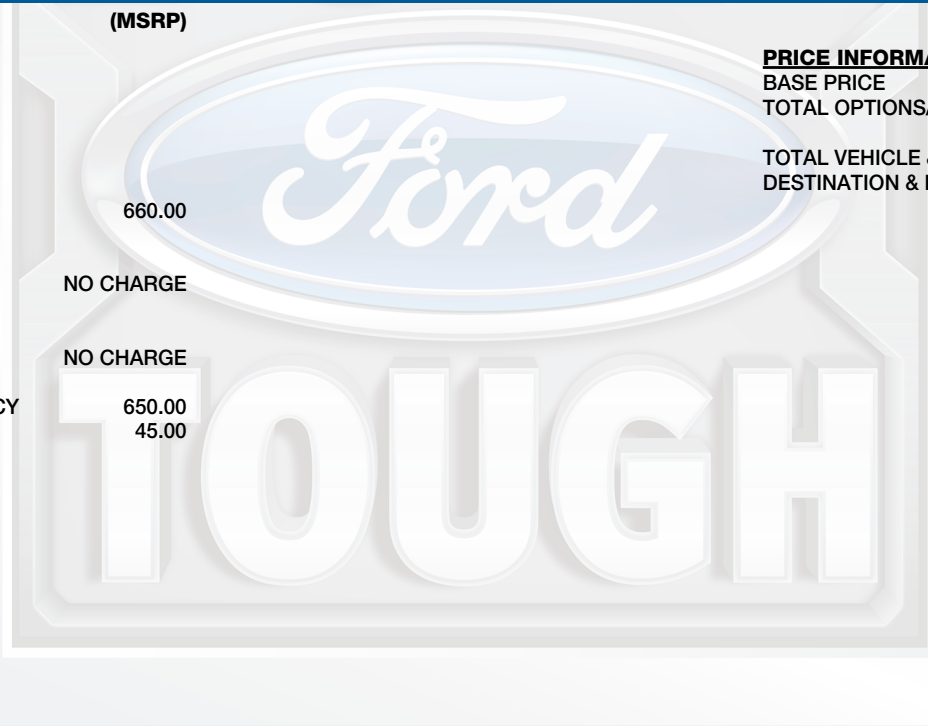 (MSRP)
660.00
NO CHARGE
NO CHARGE
CY 650.00
45.00
PRICE INFORMA
BASE PRICE
TOTAL OPTIONS
TOTAL VEHICLE &
DESTINATION &
Ford
TOUGH